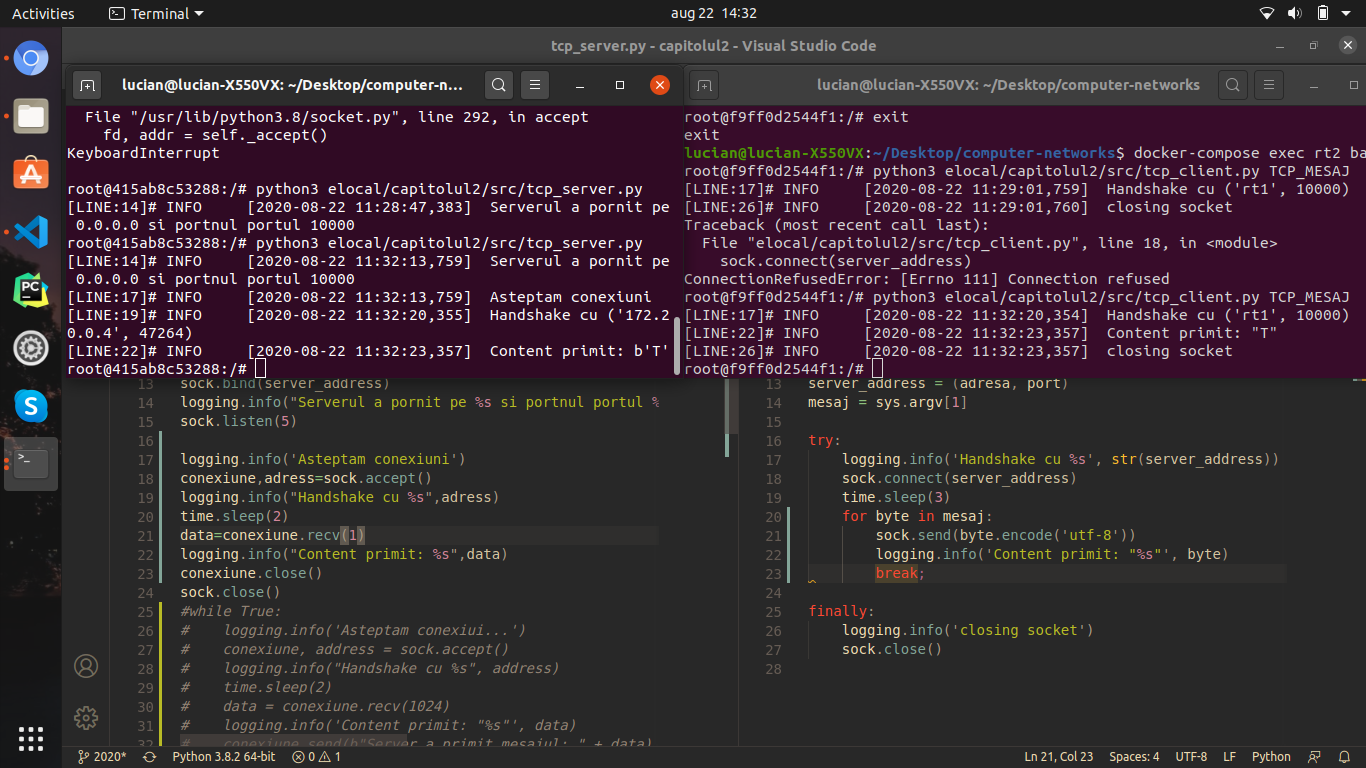 Activities
Terminal
aug 22 14:32
tcp_server.py - capitolul2 - Visual Studio Code
lucian@lucian-X550VX: ~/Desktop/computer-n...
File "/usr/lib/python3.8/socket.py", line 292, in accept
fd, addr = self._accept()
KeyboardInterrupt
root@415ab8c53288:/# python3 elocal/capitolul2/src/tcp_server.py
[LINE:14]# INFO [2020-08-22 11:28:47,383] Serverul a pornit pe
0.0.0.0 si portnul portul 10000
root@415ab8c53288:/# python3 elocal/capitolul2/src/tcp_server.py
[LINE:14]# INFO [2020-08-22 11:32:13,759] Serverul a pornit pe
0.0.0.0 si portnul portul 10000
[LINE:17]# INFO [2020-08-22 11:32:13,759] Asteptam conexiuni
[LINE:19]# INFO [2020-08-22 11:32:20,355] Handshake cu ('172.2
0.0.4', 47264)
[LINE:22]# INFO [2020-08-22 11:32:23,357] Content primit: b'T'
root@415ab8c53288:/#
lucian@lucian-X550VX: ~/Desktop/computer-networks
root@f9ff0d2544f1:/# exit
exit
lucian@lucian-X550VX:~/Desktop/computer-networks$ docker-compose exec rt2 ba
root@f9ff0d2544f1:/# python3 elocal/capitolul2/src/tcp_client.py TCP_MESAJ
[LINE:17]# INFO [2020-08-22 11:29:01,759] Handshake cu ('rt1', 10000)
[LINE:26]# INFO [2020-08-22 11:29:01,760] closing socket
Traceback (most recent call last):
File "elocal/capitolul2/src/tcp_client.py", line 18, in <module>
sock.connect(server_address)
ConnectionRefusedError: [Errno 111] Connection refused
root@f9ff0d2544f1:/# python3 elocal/capitolul2/src/tcp_client.py TCP_MESAJ
[LINE:17]# INFO [2020-08-22 11:32:20,354] Handshake cu ('rt1', 10000)
[LINE:22]# INFO [2020-08-22 11:32:23,357] Content primit: "T"
[LINE:26]# INFO [2020-08-22 11:32:23,357] closing socket
root@f9ff0d2544f1:/#
13 sock.bind(server_address)
14 logging.info("Serverul a pornit pe %s si portnul portul %
15 sock.listen(5)
16
17 logging.info('Asteptam conexiuni')
18 conexiune,adress=sock.accept()
19 logging.info("Handshake cu %s",adress)
20 time.sleep(2)
21 data=conexiune.recv(1)
22 logging.info("Content primit: %s",data)
23 conexiune.close()
24 sock.close()
25 #while True:
26 # logging.info('Asteptam conexiui...')
27 # conexiune, address = sock.accept()
28 # logging.info("Handshake cu %s", address)
29 # time.sleep(2)
30 # data = conexiune.recv(1024)
31 # logging.info('Content primit: "%s"', data)
32 # conexiune.send(b"Server a primit mesajul: " + data)
13 server_address = (adresa, port)
14 mesaj = sys.argv[1]
15
16 try:
17 logging.info('Handshake cu %s', str(server_address))
18 sock.connect(server_address)
19 time.sleep(3)
20 for byte in mesaj:
21 sock.send(byte.encode('utf-8'))
22 logging.info('Content primit: "%s"', byte)
23 break;
24
25 finally:
26 logging.info('closing socket')
27 sock.close()
28
2020* Python 3.8.2 64-bit 0 1 Ln 21, Col 23 Spaces: 4 UTF-8 LF Python